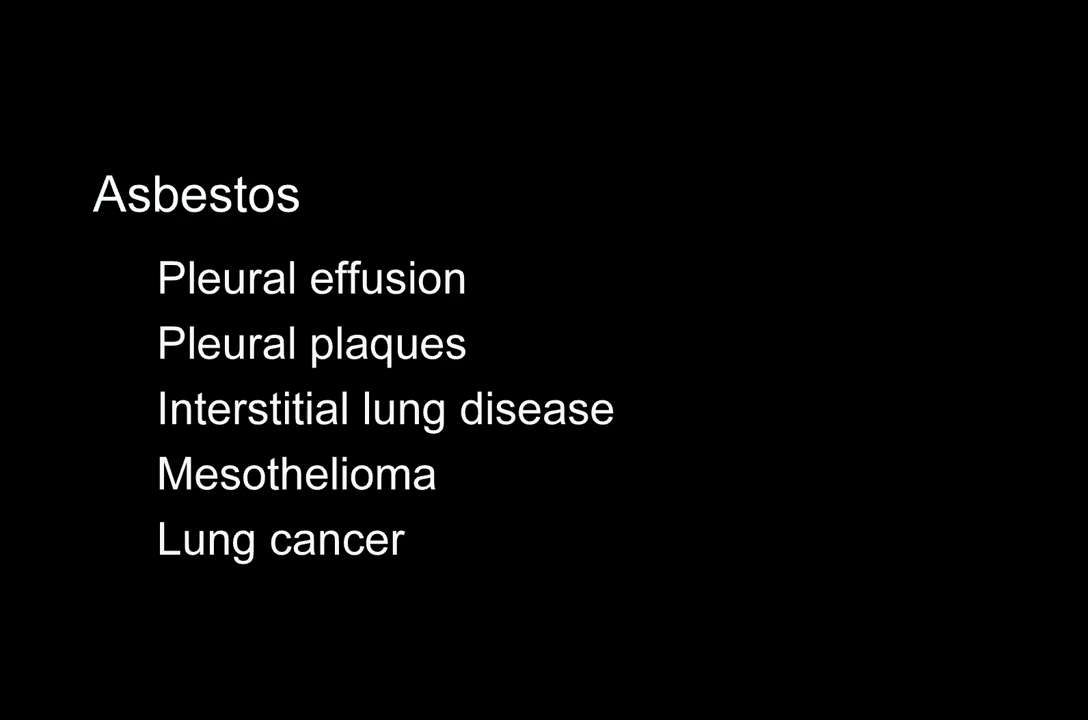 Asbestos
Pleural effusion
Pleural plaques
Interstitial lung disease
Mesothelioma
Lung cancer